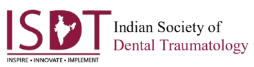 ISDT
INSPIRE • INNOVATE • IMPLEMENT
Indian Society of
Dental Traumatology